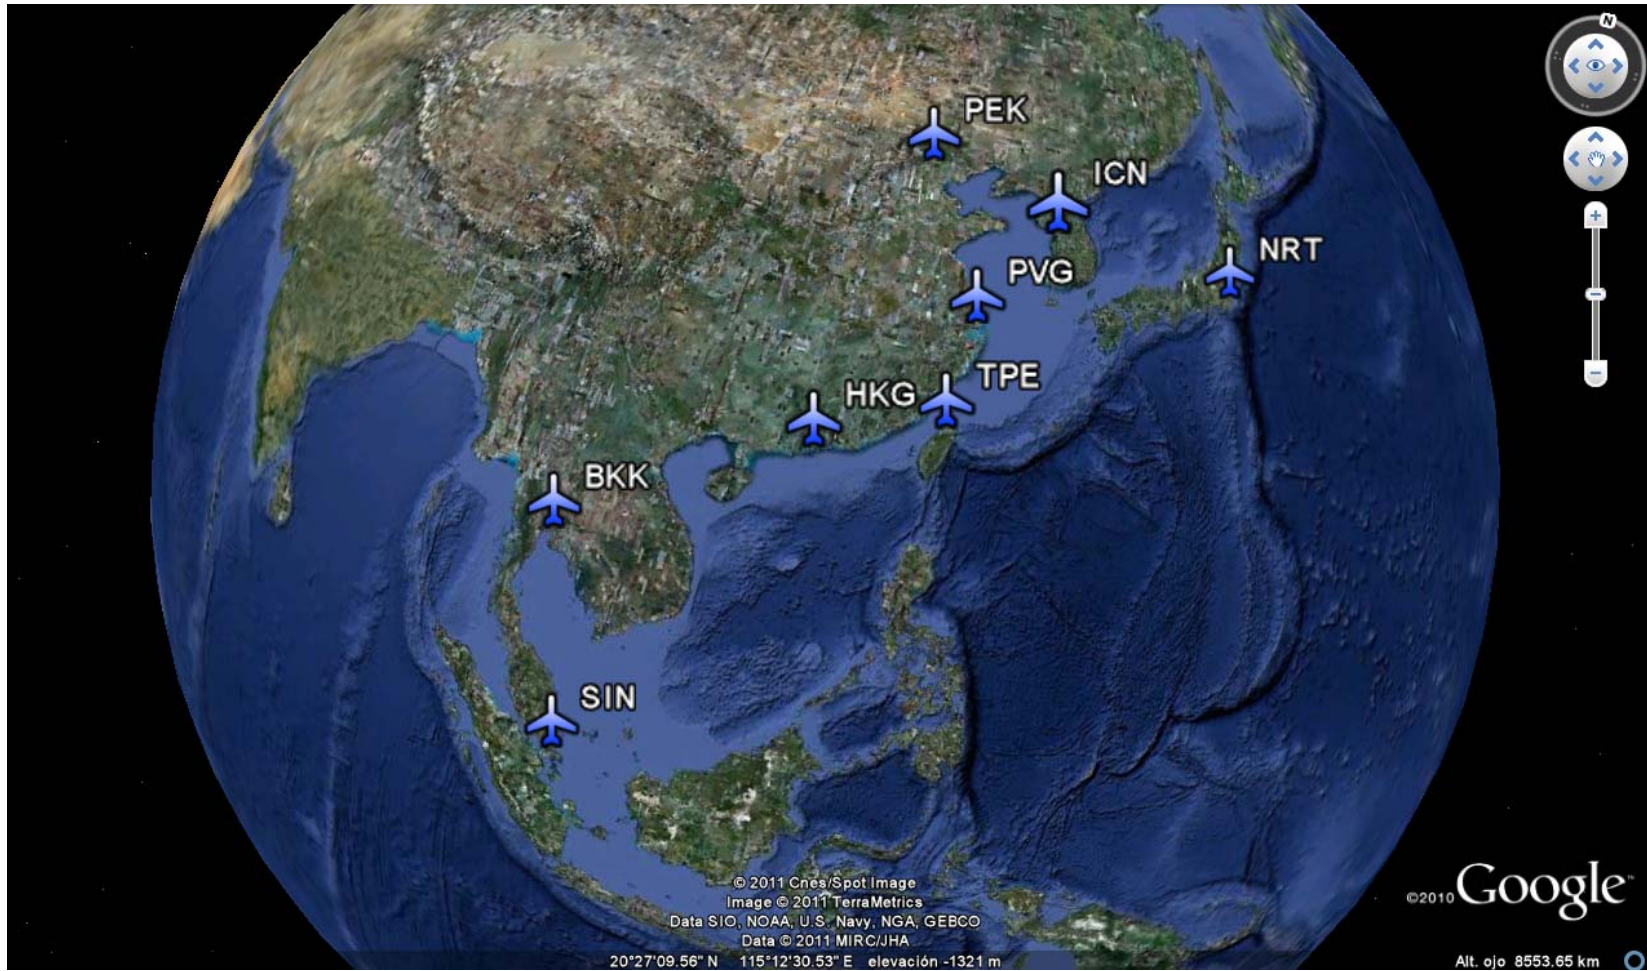 N
PEK
ICN
NRT
PVG
TPE
HKG
BKK
SIN
© 2011 Cnes/Spot Image
Image © 2011 TerraMetrics
Data SIO, NOAA, U.S. Navy, NGA, GEBCO
Data © 2011 MIRC/JHA
©2010 Google™
20°27'09.56" N 115°12'30.53" E elevación -1321 m
Alt. ojo 8553.65 km